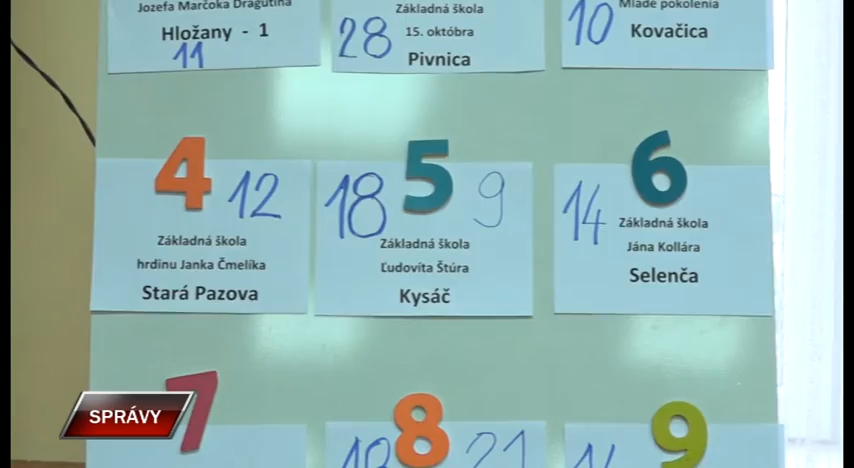 Jozefa Marčoka Dragutina
Hložany - 1
11
Základná škola
15. októbra
Pivnica
28
Mladé pokolenia
Kovačica
10
4
12
Základná škola
hrdinu Janka Čmelíka
Stará Pazova
18
5
9
Základná škola
Ľudovíta Štúra
Kysáč
6
14
Základná škola
Jána Kollára
Selenča
7
8
21
9
SPRÁVY